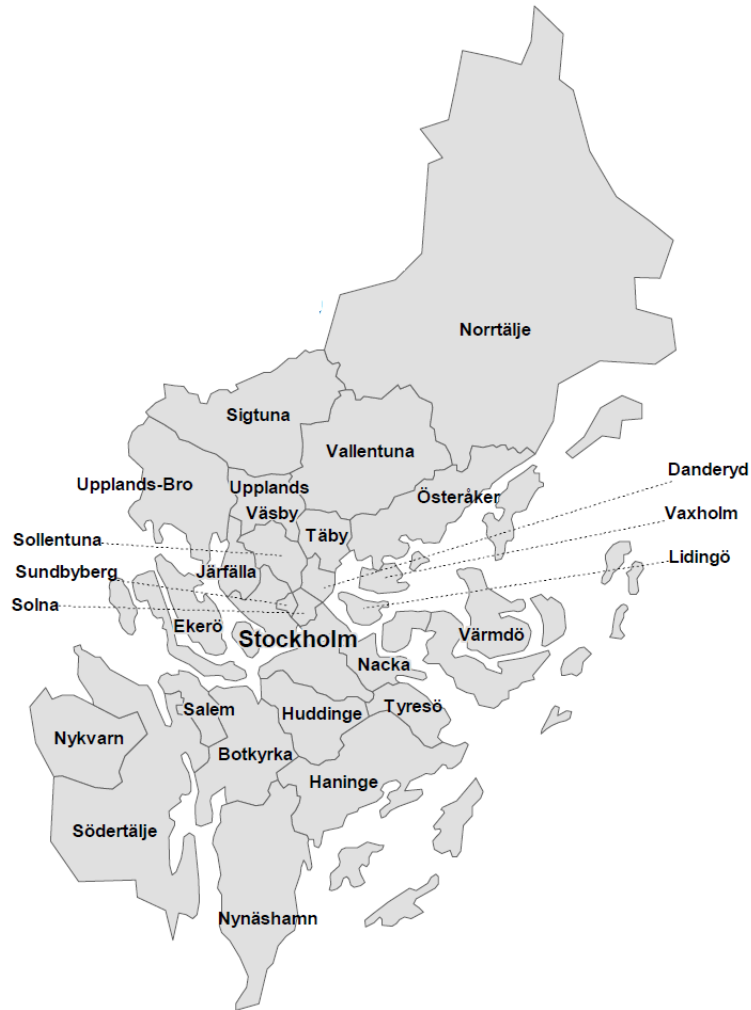 Norrtälje
Sigtuna
Vallentuna
Danderyd
Upplands-Bro
Upplands
Väsby
Österåker
Vaxholm
Täby
Sollentuna
Lidingö
Sundbyberg
Järfälla
Solna
Ekerö
Stockholm
Värmdö
Nacka
Salem
Huddinge
Tyresö
Nykvarn
Botkyrka
Haninge
Södertälje
Nynäshamn